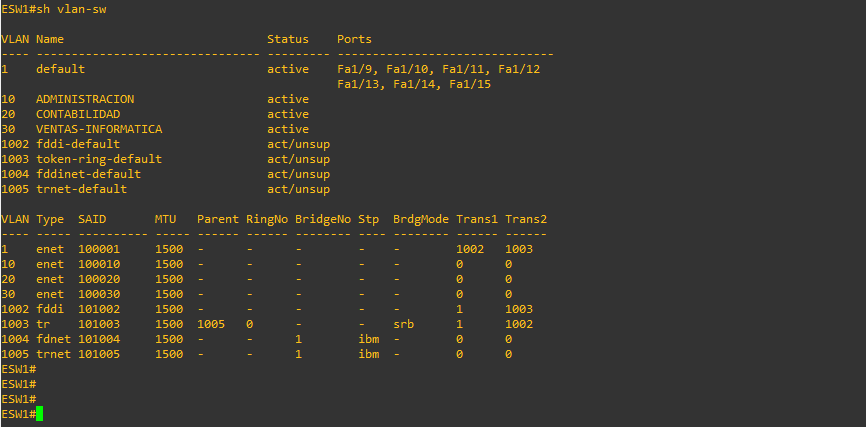 ESW1#sh vlan-sw
VLAN Name                             Status    Ports
---- -------------------------------- --------- -------------------------------
1    default                          active    Fa1/9, Fa1/10, Fa1/11, Fa1/12
                                                Fa1/13, Fa1/14, Fa1/15
10   ADMINISTRACION                   active
20   CONTABILIDAD                     active
30   VENTAS-INFORMATICA               active
1002 fddi-default                     act/unsup
1003 token-ring-default               act/unsup
1004 fddinet-default                  act/unsup
1005 trnet-default                    act/unsup
VLAN Type  SAID       MTU   Parent RingNo BridgeNo Stp  BrdgMode Trans1 Trans2
---- ----- ---------- ----- ------ ------ -------- ---- -------- ------ ------
1    enet  100001     1500  -      -      -        -    -        1002   1003
10   enet  100010     1500  -      -      -        -    -        0      0
20   enet  100020     1500  -      -      -        -    -        0      0
30   enet  100030     1500  -      -      -        -    -        0      0
1002 fddi  101002     1500  -      -      -        -    -        1      1003
1003 tr    101003     1500  1005   0      -        -    srb      1      1002
1004 fdnet 101004     1500  -      -      1        ibm  -        0      0
1005 trnet 101005     1500  -      -      1        ibm  -        0      0
ESW1#
ESW1#
ESW1#
ESW1#